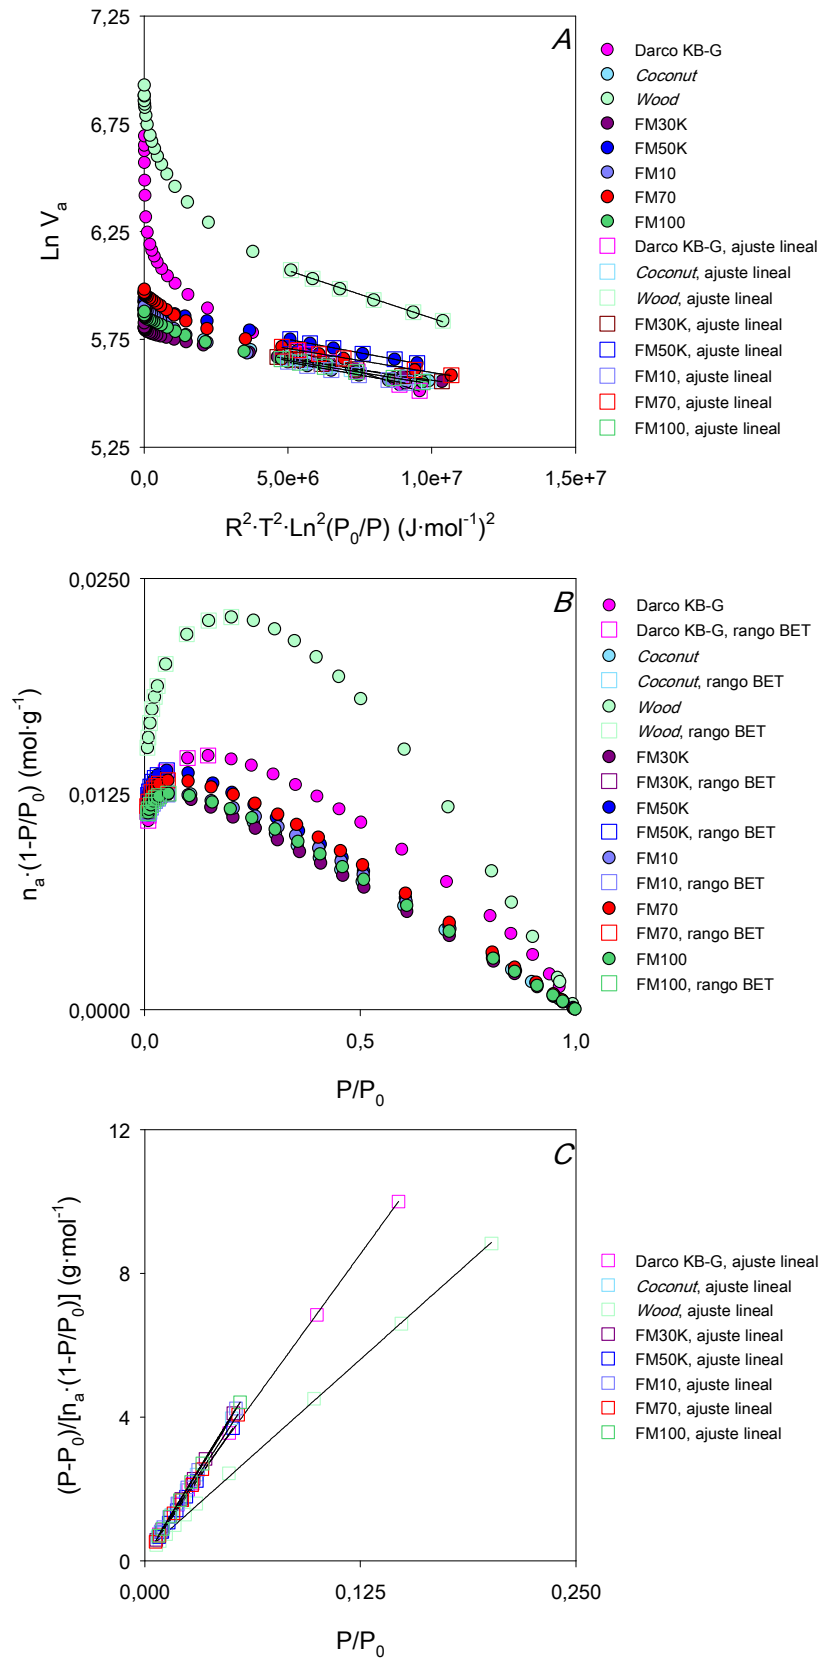 A
7,25
6,75
6,25
5,75
5,25
Ln V_a
0,0 5,0e+6 1,0e+7 1,5e+7
R²·T²·Ln²(P₀/P) (J·mol⁻¹)²
Darco KB-G
Coconut
Wood
FM30K
FM50K
FM10
FM70
FM100
Darco KB-G, ajuste lineal
Coconut, ajuste lineal
Wood, ajuste lineal
FM30K, ajuste lineal
FM50K, ajuste lineal
FM10, ajuste lineal
FM70, ajuste lineal
FM100, ajuste lineal
B
0,0250
0,0125
0,0000
n_a·(1-P/P₀) (mol·g⁻¹)
0,0 0,5 1,0
P/P₀
Darco KB-G
Darco KB-G, rango BET
Coconut
Coconut, rango BET
Wood
Wood, rango BET
FM30K
FM30K, rango BET
FM50K
FM50K, rango BET
FM10
FM10, rango BET
FM70
FM70, rango BET
FM100
FM100, rango BET
C
12
8
4
0
(P-P₀)/[n_a·(1-P/P₀)] (g·mol⁻¹)
0,000 0,125 0,250
P/P₀
Darco KB-G, ajuste lineal
Coconut, ajuste lineal
Wood, ajuste lineal
FM30K, ajuste lineal
FM50K, ajuste lineal
FM10, ajuste lineal
FM70, ajuste lineal
FM100, ajuste lineal